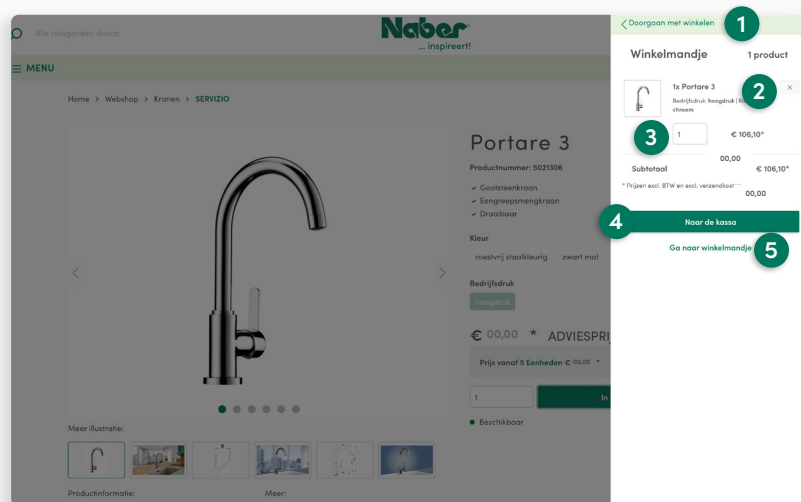 Alle categorieën doorzo
Naber
... inspireert!
MENU
Home > Webshop > Kranen > SERVIZIO
Portare 3
Productnummer: 5021306
Gootsteenkraan
Eengreepsmengkraan
Draaibaar
Kleur
roestvrij staalkleurig zwart mat
Bedrijfsdruk
hoogdruk
€ 00,00 * ADVIESPRI
Prijs vanaf 5 Eenheden € 00,00 *
1 In
Beschikbaar
Meer illustratie:
Productinformatie: Meer:
Doorgaan met winkelen 1
Winkelmandje 1 product
1x Portare 3 2 ×
Bedrijfsdruk: hoogdruk |
chroom
3 1 € 106,10*
00,00
Subtotaal € 106,10*
* Prijzen excl. BTW en excl. verzendkost
00,00
4 Naar de kassa
Ga naar winkelmandje 5